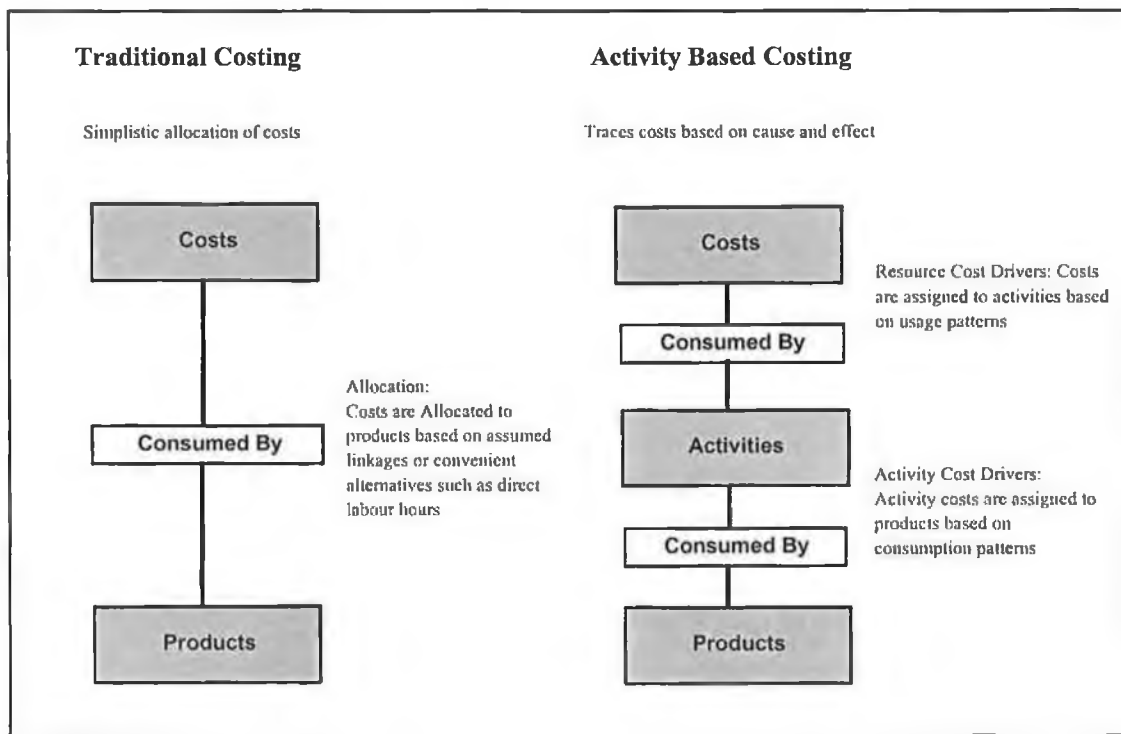 Traditional Costing
Simplistic allocation of costs
Costs
Consumed By
Allocation:
Costs are Allocated to
products based on assumed
linkages or convenient
alternatives such as direct
labour hours
Products
Activity Based Costing
Traces costs based on cause and effect
Costs
Resource Cost Drivers: Costs
are assigned to activities based
on usage patterns
Consumed By
Activities
Activity Cost Drivers:
Activity costs are assigned to
products based on
consumption patterns
Consumed By
Products